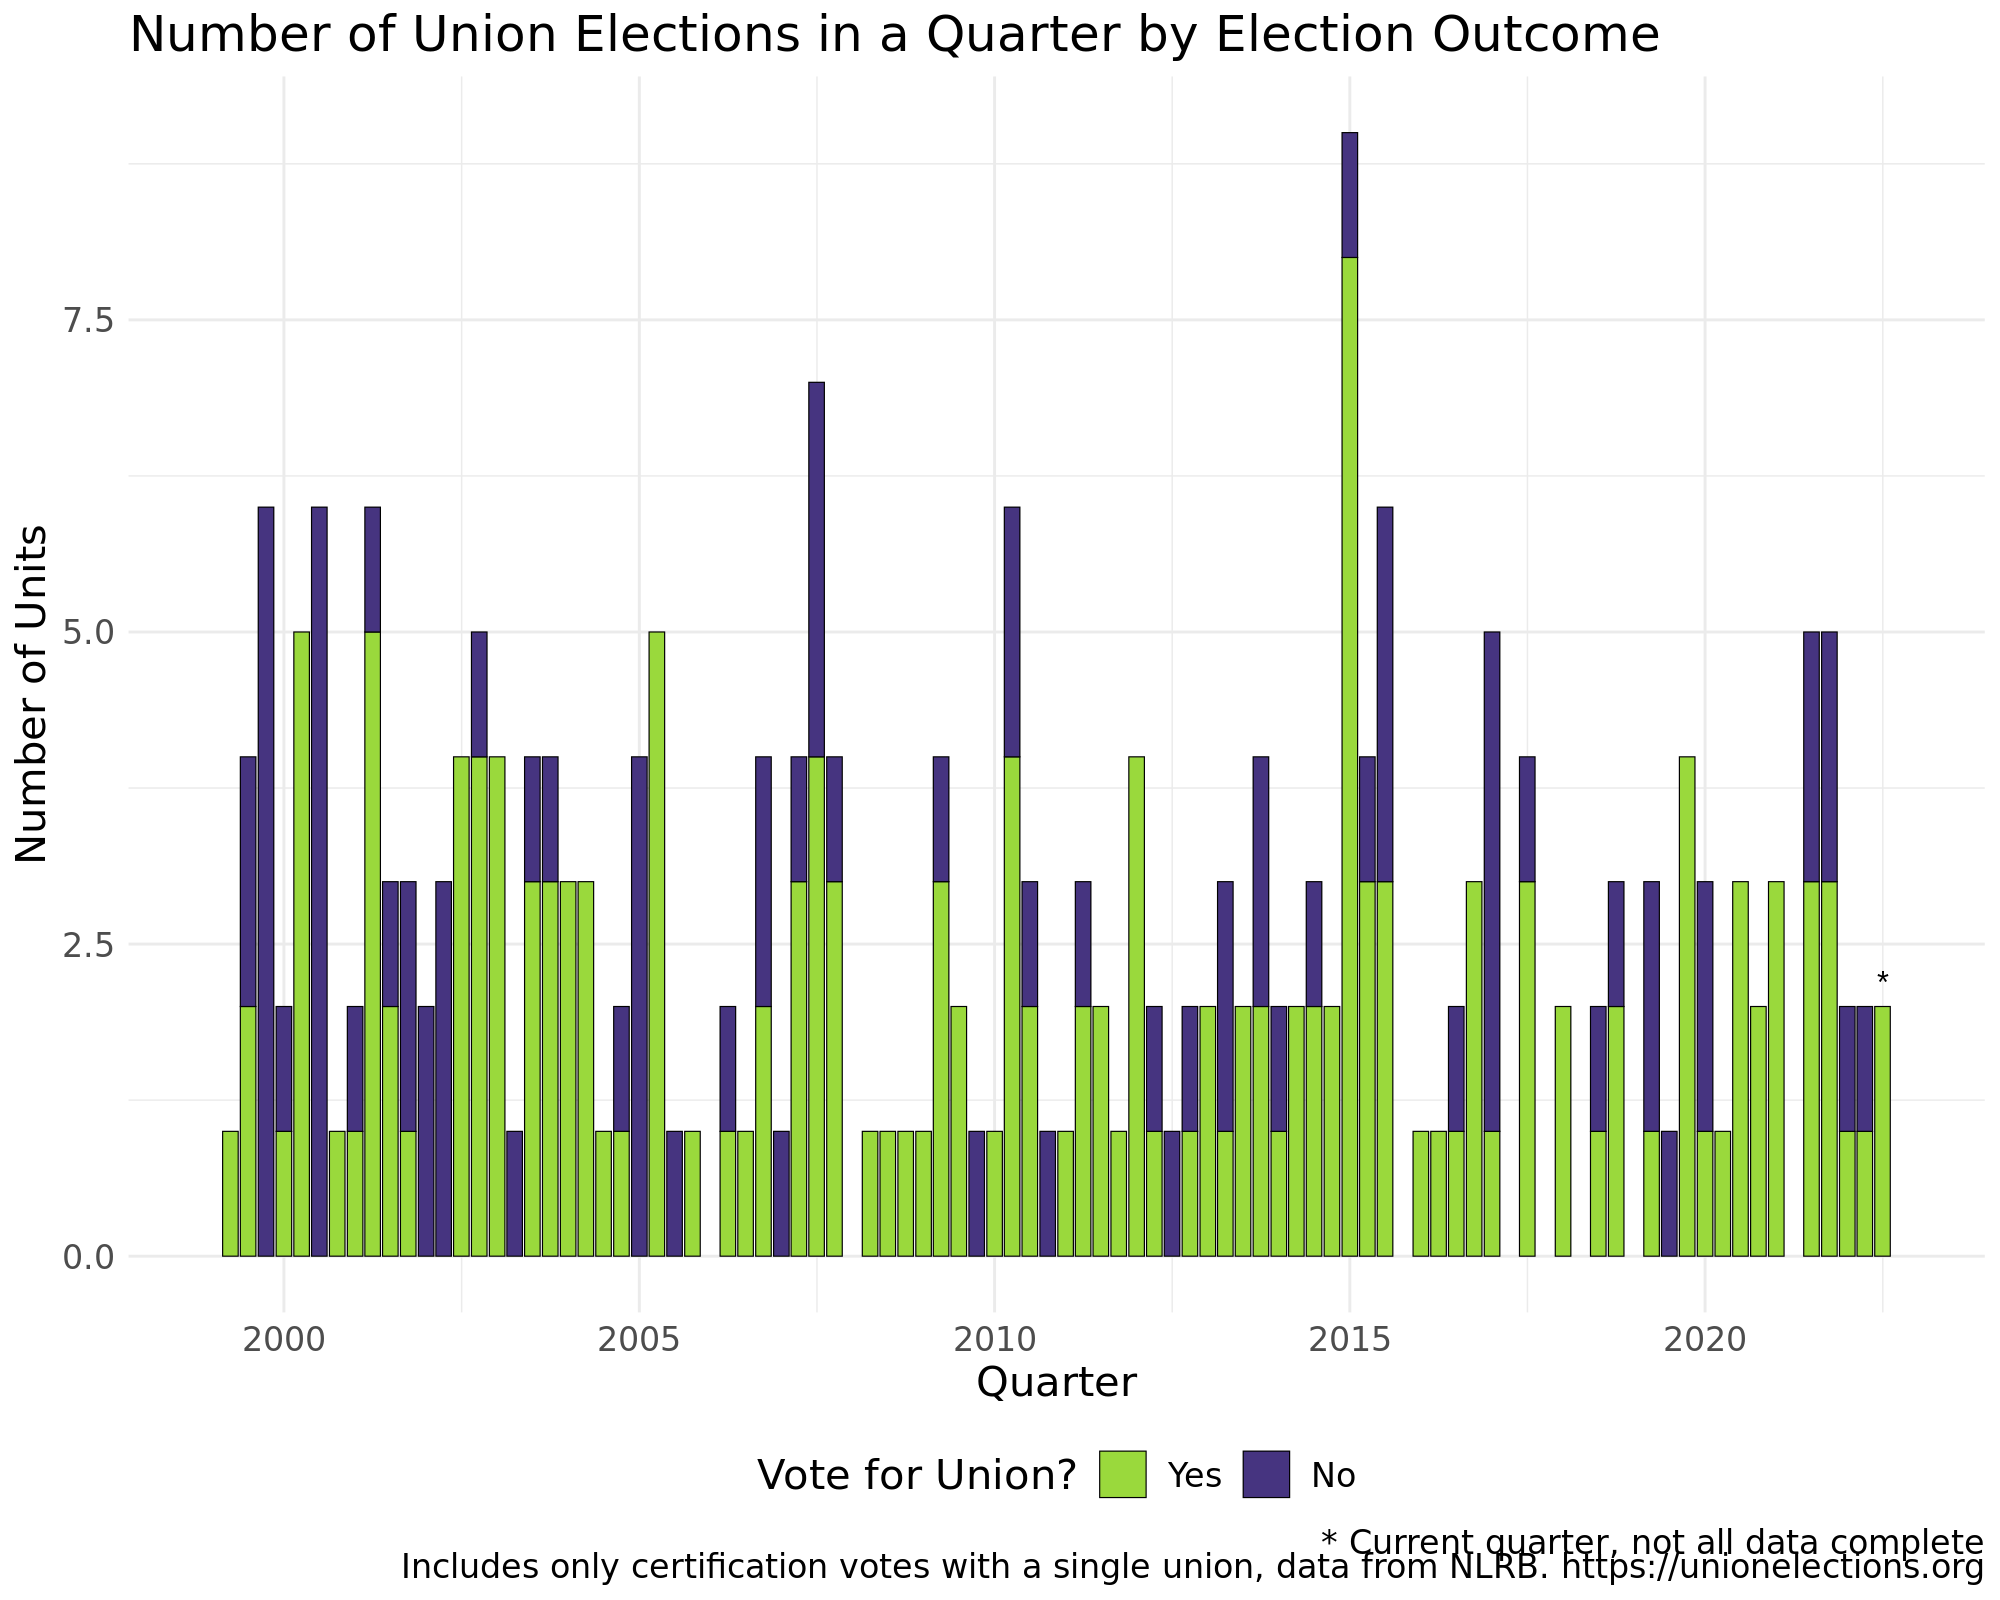 Number of Union Elections in a Quarter by Election Outcome
Number of Units
7.5
5.0
2.5
0.0
*
2000 2005 2010 2015 2020
Quarter
Vote for Union? Yes No
* Current quarter, not all data complete
Includes only certification votes with a single union, data from NLRB. https://unionelections.org